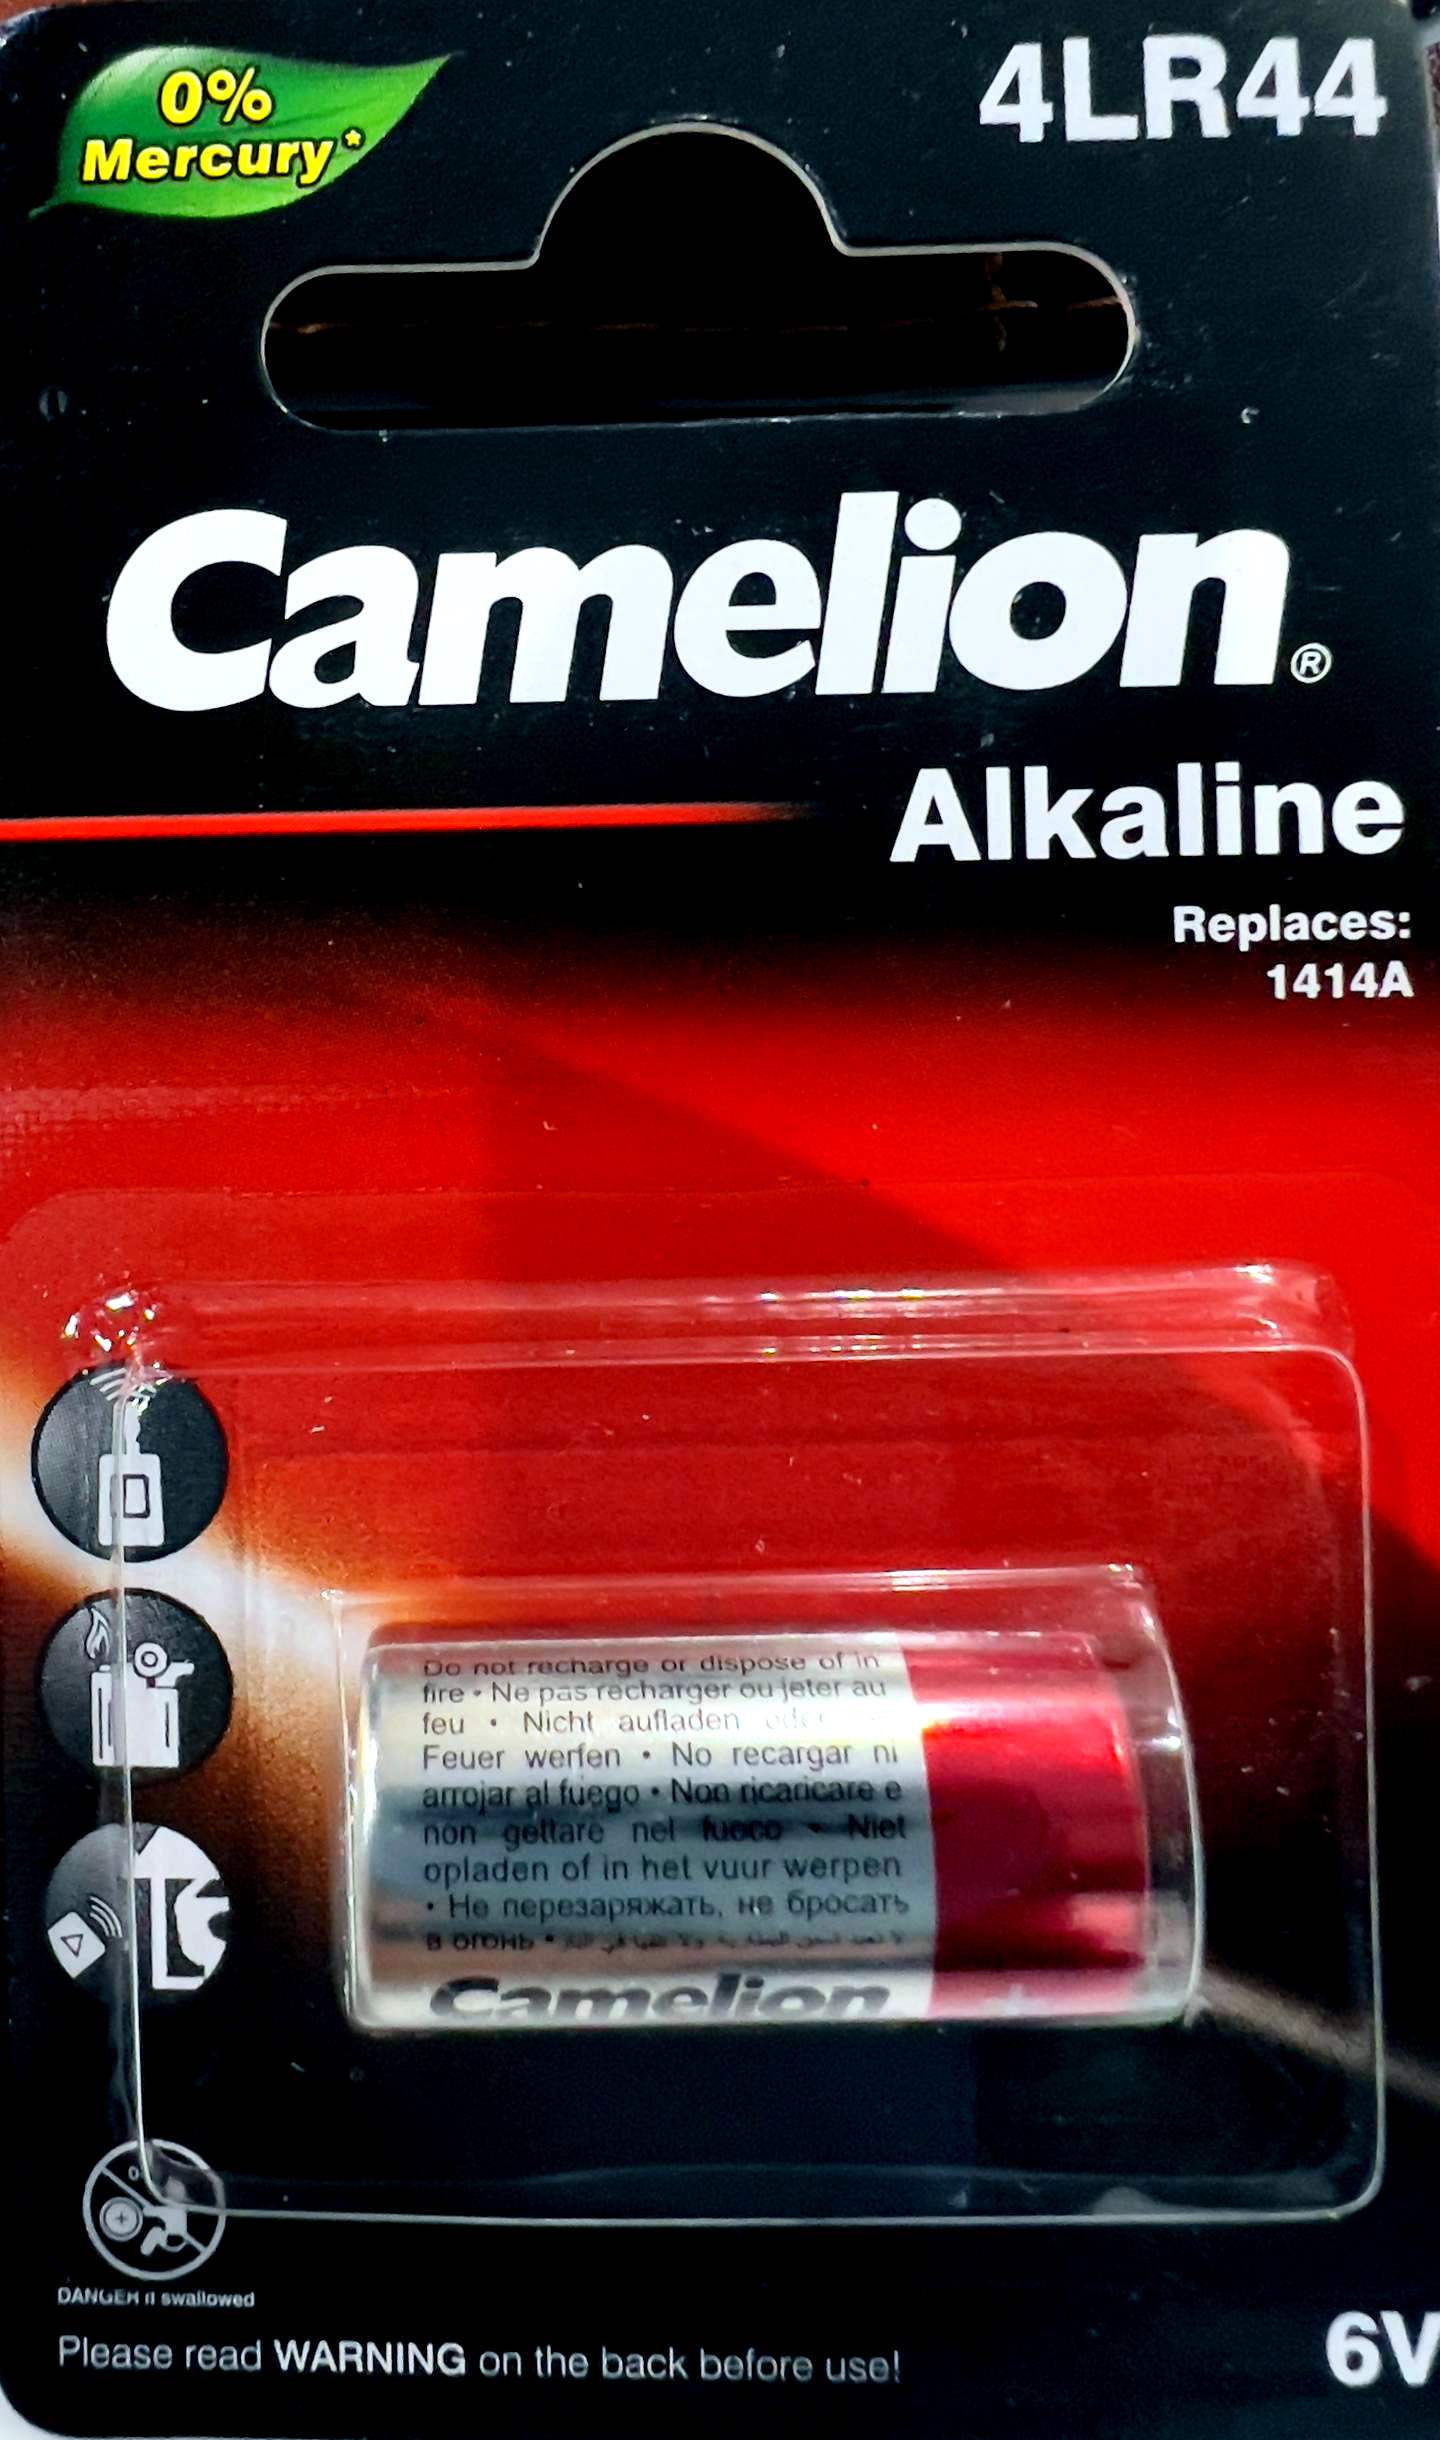 0%
Mercury*
4LR44
Camelion®
Alkaline
Replaces:
1414A
Do not recharge or dispose of in
fire • Ne pas recharger ou jeter au
feu • Nicht aufladen oder
Feuer werfen • No recargar ni
arrojar al fuego • Non ricaricare e
non gettare nel fuoco • Niet
opladen of in het vuur werpen
• Не перезаряжать, не бросать
в огонь •
Camelion
+
DANGER if swallowed
Please read WARNING on the back before use!
6V